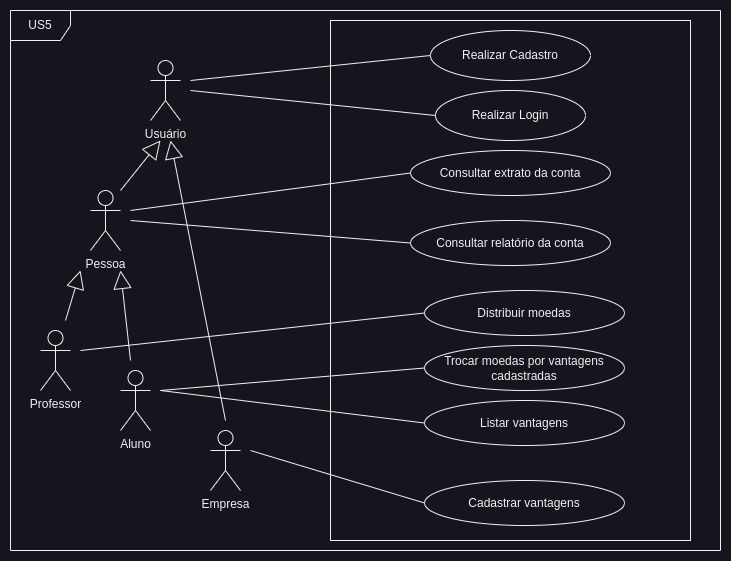 US5
Realizar Cadastro
Realizar Login
Usuário
Consultar extrato da conta
Consultar relatório da conta
Pessoa
Distribuir moedas
Professor
Trocar moedas por vantagens
cadastradas
Aluno
Listar vantagens
Empresa
Cadastrar vantagens